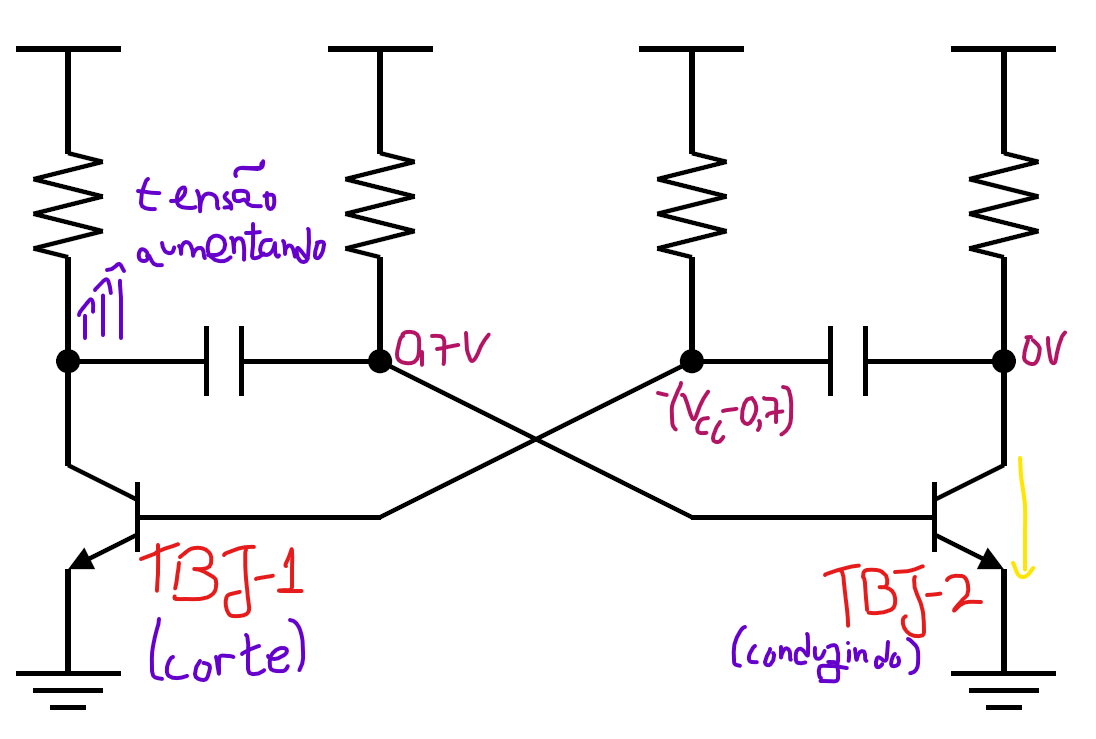 tensão
aumentando
0,7V
0V
-(Vcc-0,7)
TBJ-1
(corte)
TBJ-2
(conduzindo)